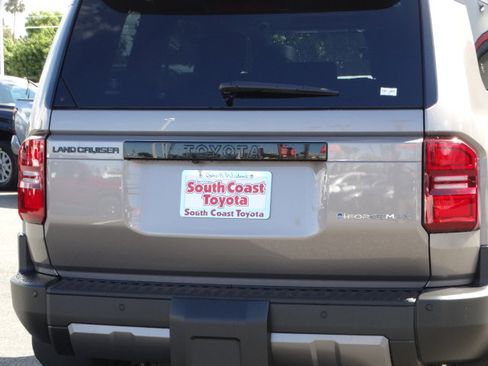 LAND CRUISER
TOYOTA
South Coast
Toyota
South Coast Toyota
i-FORCE MAX